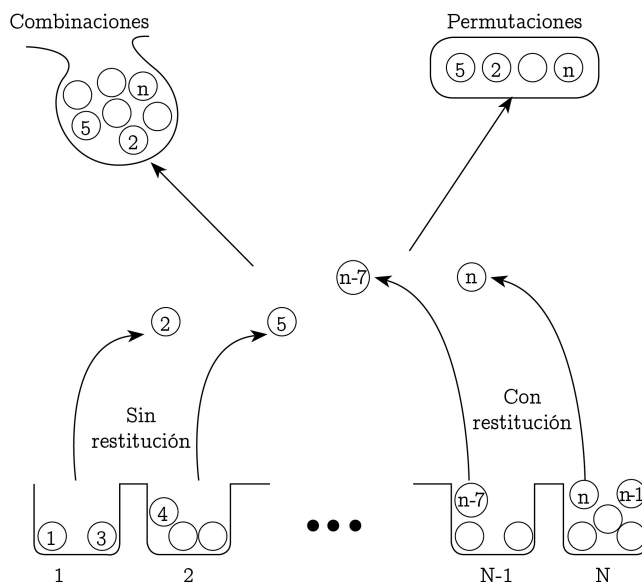 Combinaciones
Permutaciones
n
5
2
5 2 n
n-7
n
2
5
Sin
restitución
Con
restitución
4
1 3
n-7
n n-1
1
2
N-1
N